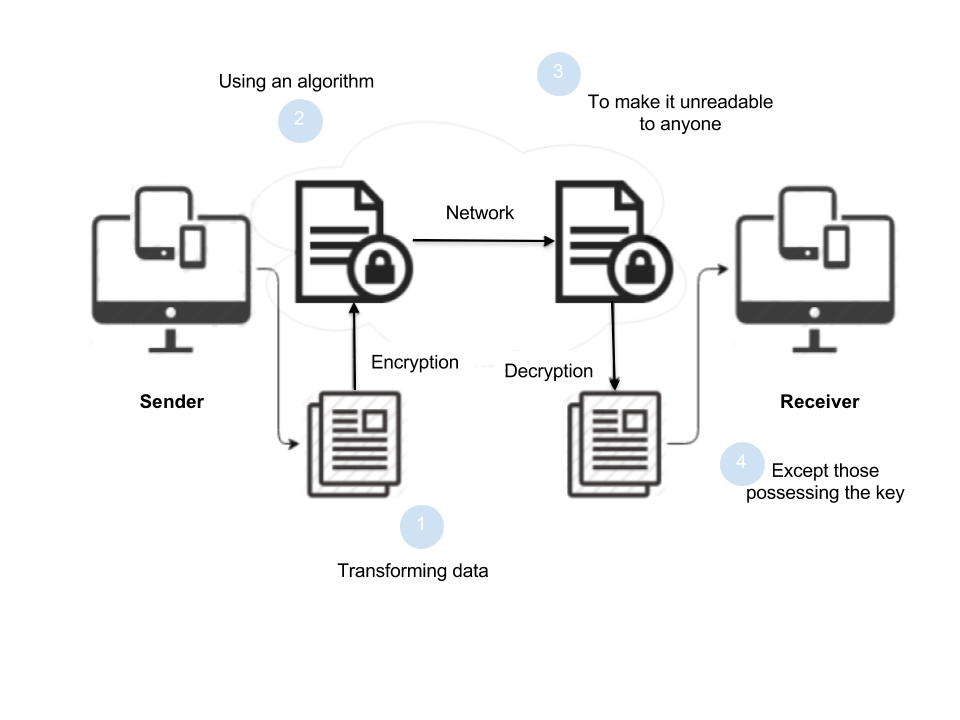 Using an algorithm
2
3
To make it unreadable
to anyone
Network
Encryption
Decryption
Sender
Receiver
4
Except those
possessing the key
1
Transforming data